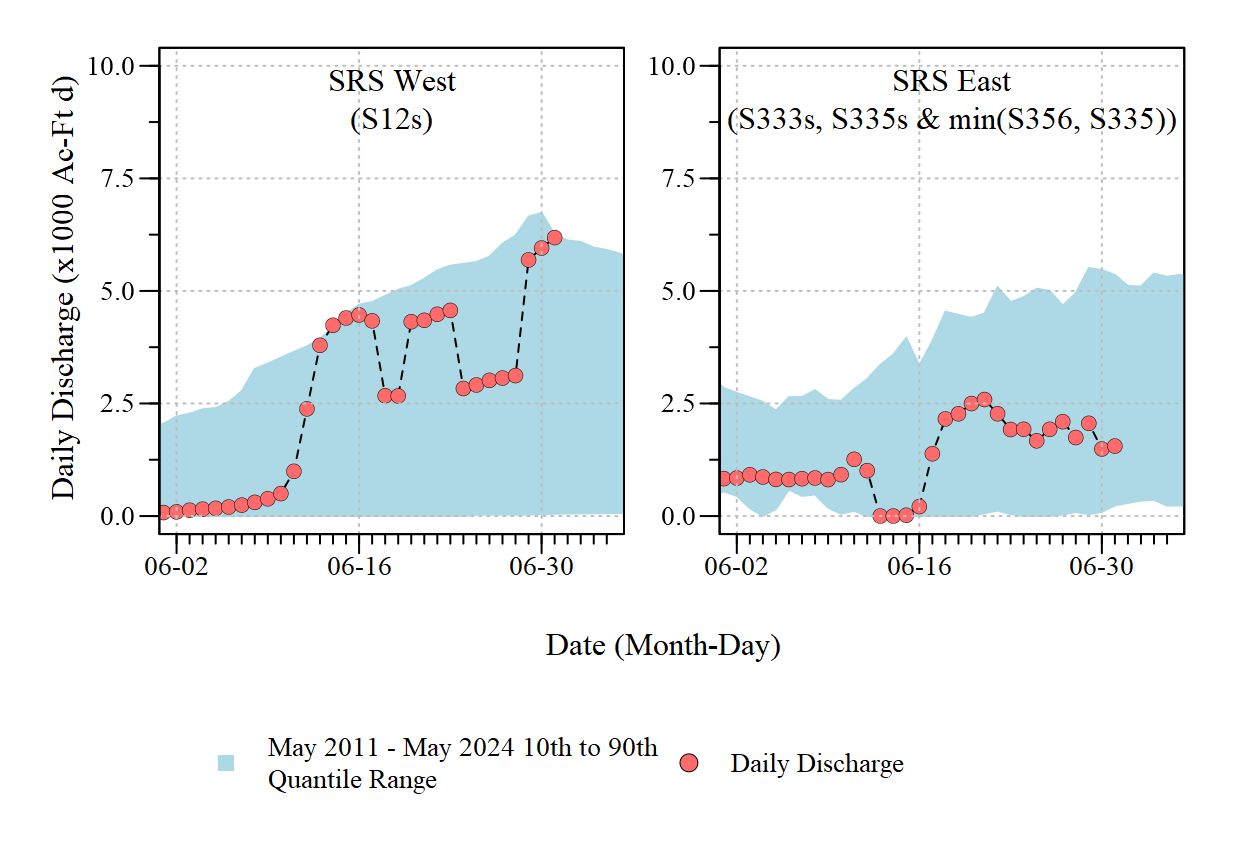 SRS West
(S12s)
SRS East
(S333s, S335s & min(S356, S335))
Daily Discharge (x1000 Ac-Ft d)
10.0
7.5
5.0
2.5
0.0
06-02
06-16
06-30
10.0
7.5
5.0
2.5
0.0
06-02
06-16
06-30
Date (Month-Day)
May 2011 - May 2024 10th to 90th
Quantile Range
Daily Discharge